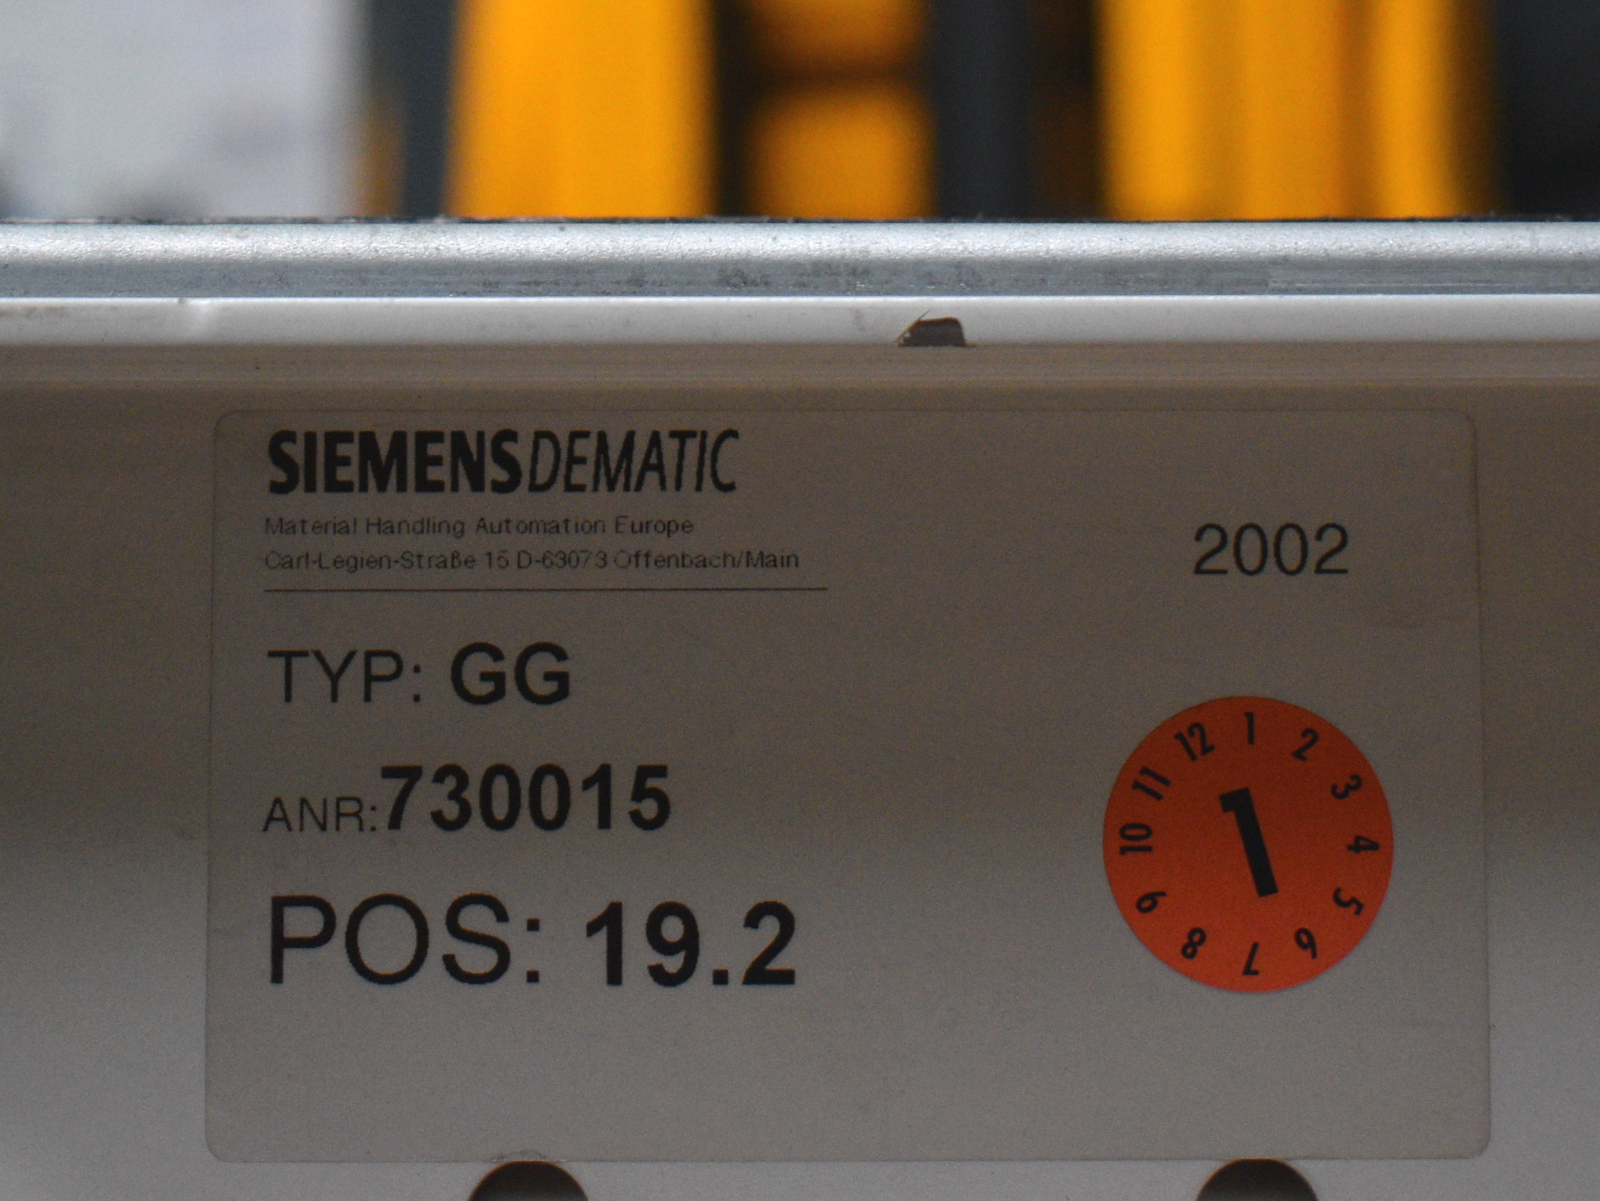 SIEMENSDEMATIC
Material Handling Automation Europe
Carl-Legien-Straße 15 D-63073 Offenbach/Main
2002
TYP: GG
ANR:730015
POS: 19.2
1 2 3 4 5 6 7 8 9 10 11 12
1